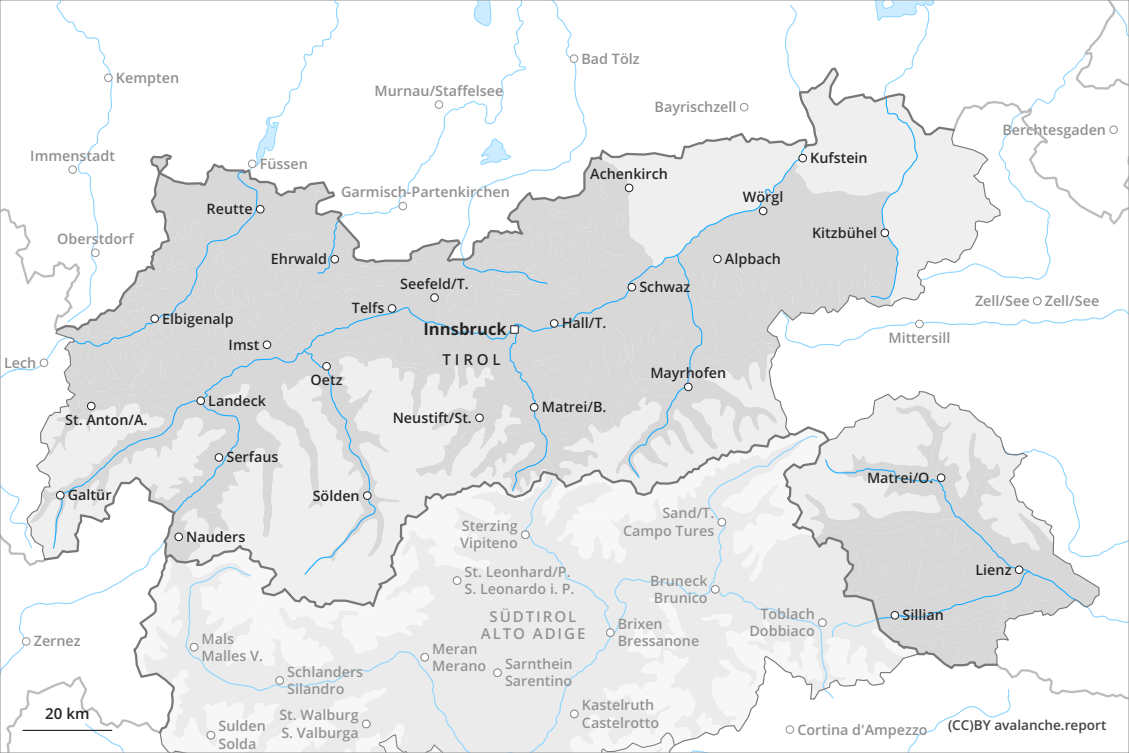 Kempten
Bad Tölz
Murnau/Staffelsee
Bayrischzell
Berchtesgaden
Immenstadt
Füssen
Kufstein
Achenkirch
Garmisch-Partenkirchen
Wörgl
Reutte
Kitzbühel
Oberstdorf
Ehrwald
Alpbach
Seefeld/T.
Schwaz
Zell/See
Zell/See
Telfs
Elbigenalp
Innsbruck
Hall/T.
Mittersill
Imst
TIROL
Lech
Oetz
Mayrhofen
Landeck
Matrei/B.
St. Anton/A.
Neustift/St.
Serfaus
Matrei/O.
Galtür
Sölden
Sand/T.
Campo Tures
Sterzing
Vipiteno
Nauders
Lienz
St. Leonhard/P.
S. Leonardo i. P.
Bruneck
Brunico
SÜDTIROL
ALTO ADIGE
Sillian
Toblach
Dobbiaco
Brixen
Bressanone
Zernez
Mals
Malles V.
Meran
Merano
Sarnthein
Sarentino
Schlanders
Silandro
Kastelruth
Castelrotto
20 km
St. Walburg
S. Valburga
Sulden
Solda
Cortina d'Ampezzo
(CC)BY avalanche.report